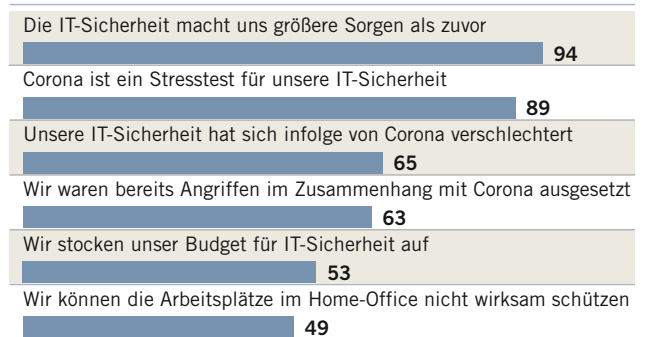 Die IT-Sicherheit macht uns größere Sorgen als zuvor
94
Corona ist ein Stresstest für unsere IT-Sicherheit
89
Unsere IT-Sicherheit hat sich infolge von Corona verschlechtert
65
Wir waren bereits Angriffen im Zusammenhang mit Corona ausgesetzt
63
Wir stocken unser Budget für IT-Sicherheit auf
53
Wir können die Arbeitsplätze im Home-Office nicht wirksam schützen
49